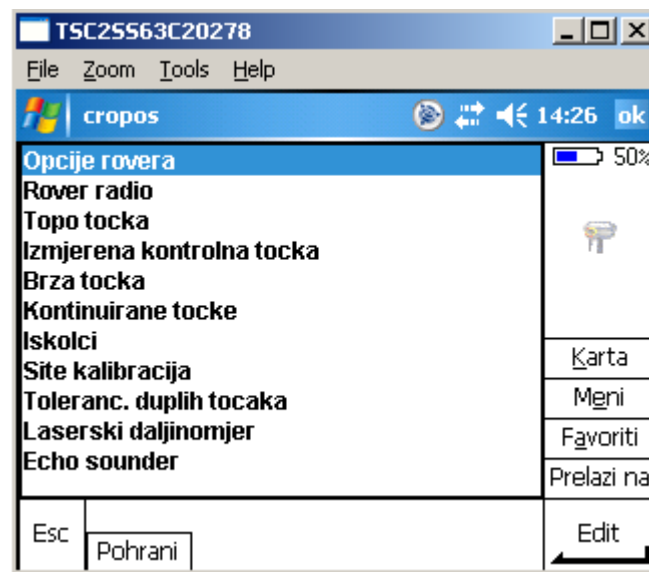 TSC2SS63C20278
File Zoom Tools Help
cropos 14:26 ok
Opcije rovera
50%
Rover radio
Topo tocka
Izmjerena kontrolna tocka
Brza tocka
Kontinuirane tocke
Iskolci
Site kalibracija
Toleranc. duplih tocaka
Laserski daljinomjer
Echo sounder
Karta
Meni
Favoriti
Prelazi na
Esc
Pohrani
Edit